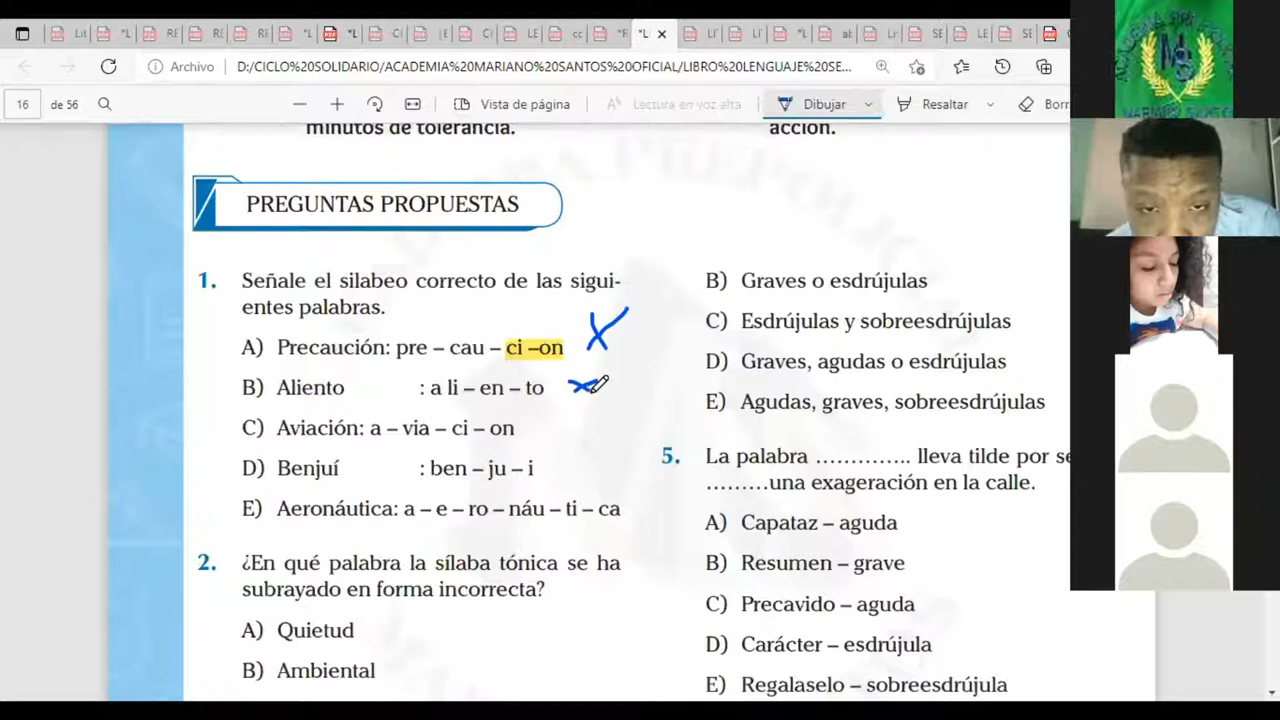 Archivo
D:/CICLO%20SOLIDARIO/ACADEMIA%20MARIANO%20SANTOS%20OFICIAL/LIBRO%20LENGUAJE%20SE...
16 de 56
Vista de página
Lectura en voz alta
Dibujar
Resaltar
Borr
minutos de tolerancia.
acción.
PREGUNTAS PROPUESTAS
1. Señale el silabeo correcto de las sigui-
entes palabras.
A) Precaución: pre – cau – ci –on
B) Aliento : a li – en – to
C) Aviación: a – via – ci – on
D) Benjuí : ben – ju – i
E) Aeronáutica: a – e – ro – náu – ti – ca
2. ¿En qué palabra la sílaba tónica se ha
subrayado en forma incorrecta?
A) Quietud
B) Ambiental
B) Graves o esdrújulas
C) Esdrújulas y sobreesdrújulas
D) Graves, agudas o esdrújulas
E) Agudas, graves, sobreesdrújulas
5. La palabra ………….. lleva tilde por se
………una exageración en la calle.
A) Capataz – aguda
B) Resumen – grave
C) Precavido – aguda
D) Carácter – esdrújula
E) Regalaselo – sobreesdrújula